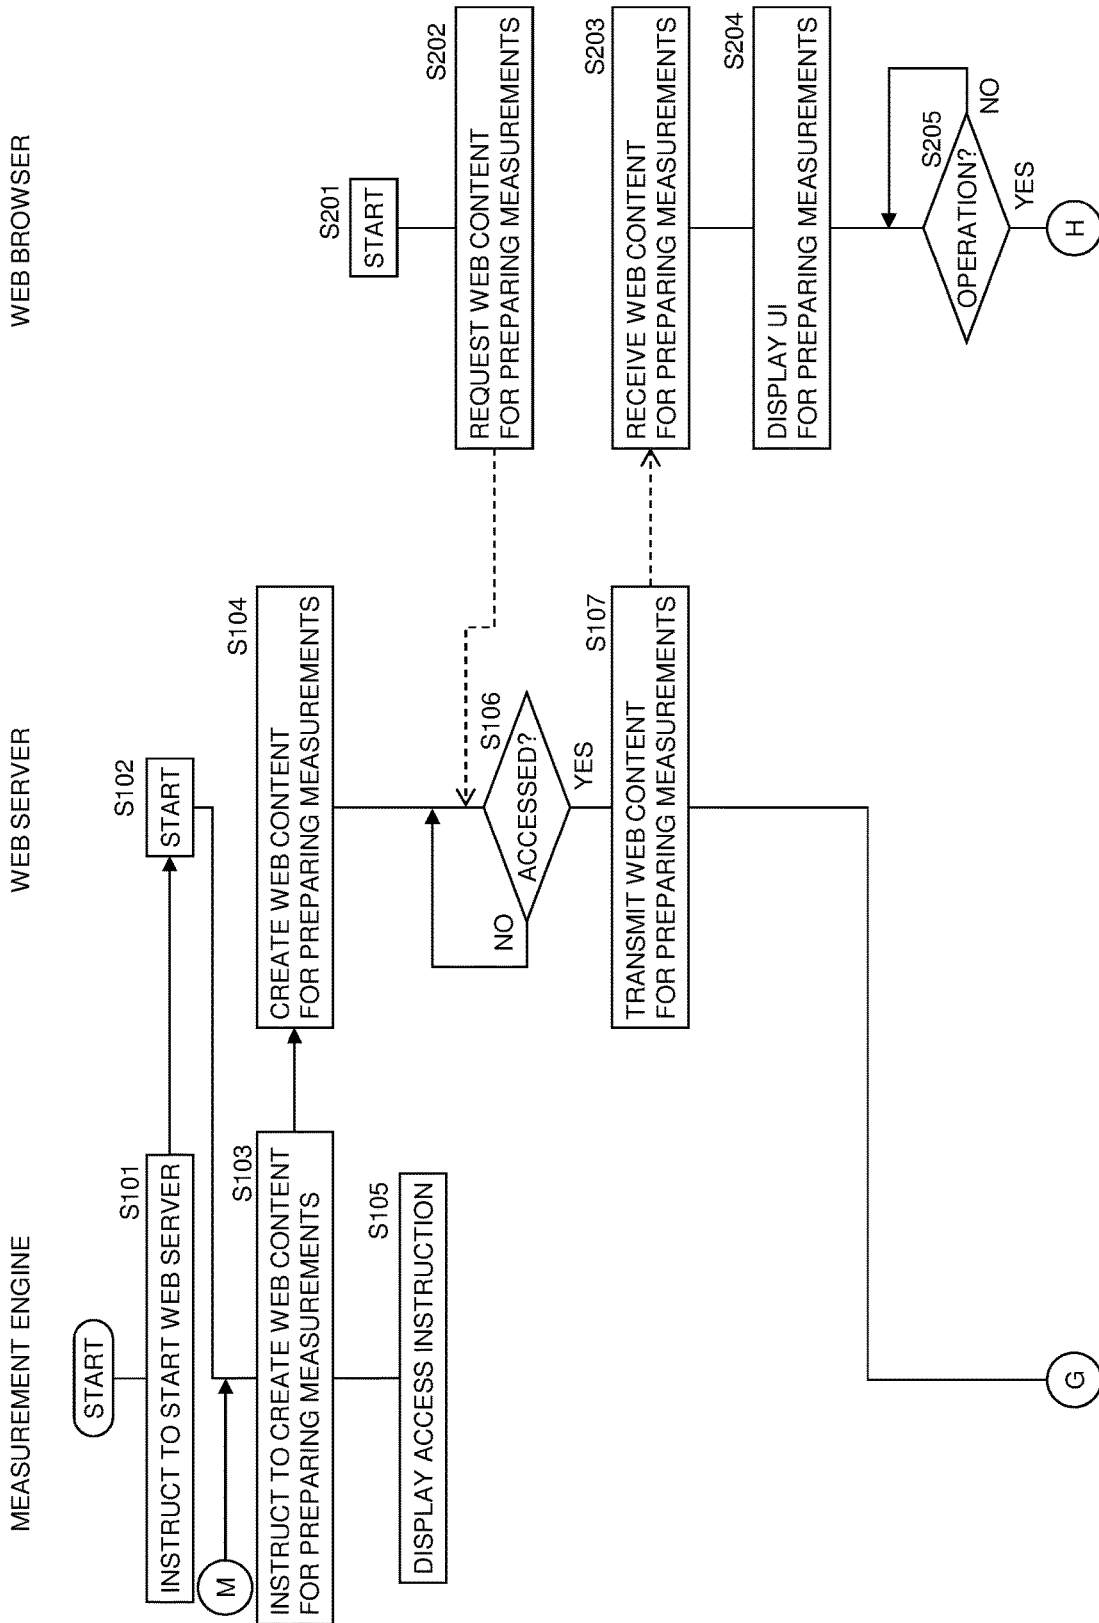 MEASUREMENT ENGINE
WEB SERVER
WEB BROWSER
START
S101
INSTRUCT TO START WEB SERVER
S102
START
M
S103
INSTRUCT TO CREATE WEB CONTENT
FOR PREPARING MEASUREMENTS
S104
CREATE WEB CONTENT
FOR PREPARING MEASUREMENTS
S105
DISPLAY ACCESS INSTRUCTION
S201
START
S202
REQUEST WEB CONTENT
FOR PREPARING MEASUREMENTS
S106
ACCESSED?
NO
YES
S107
TRANSMIT WEB CONTENT
FOR PREPARING MEASUREMENTS
S203
RECEIVE WEB CONTENT
FOR PREPARING MEASUREMENTS
S204
DISPLAY UI
FOR PREPARING MEASUREMENTS
S205
OPERATION?
NO
YES
G
H